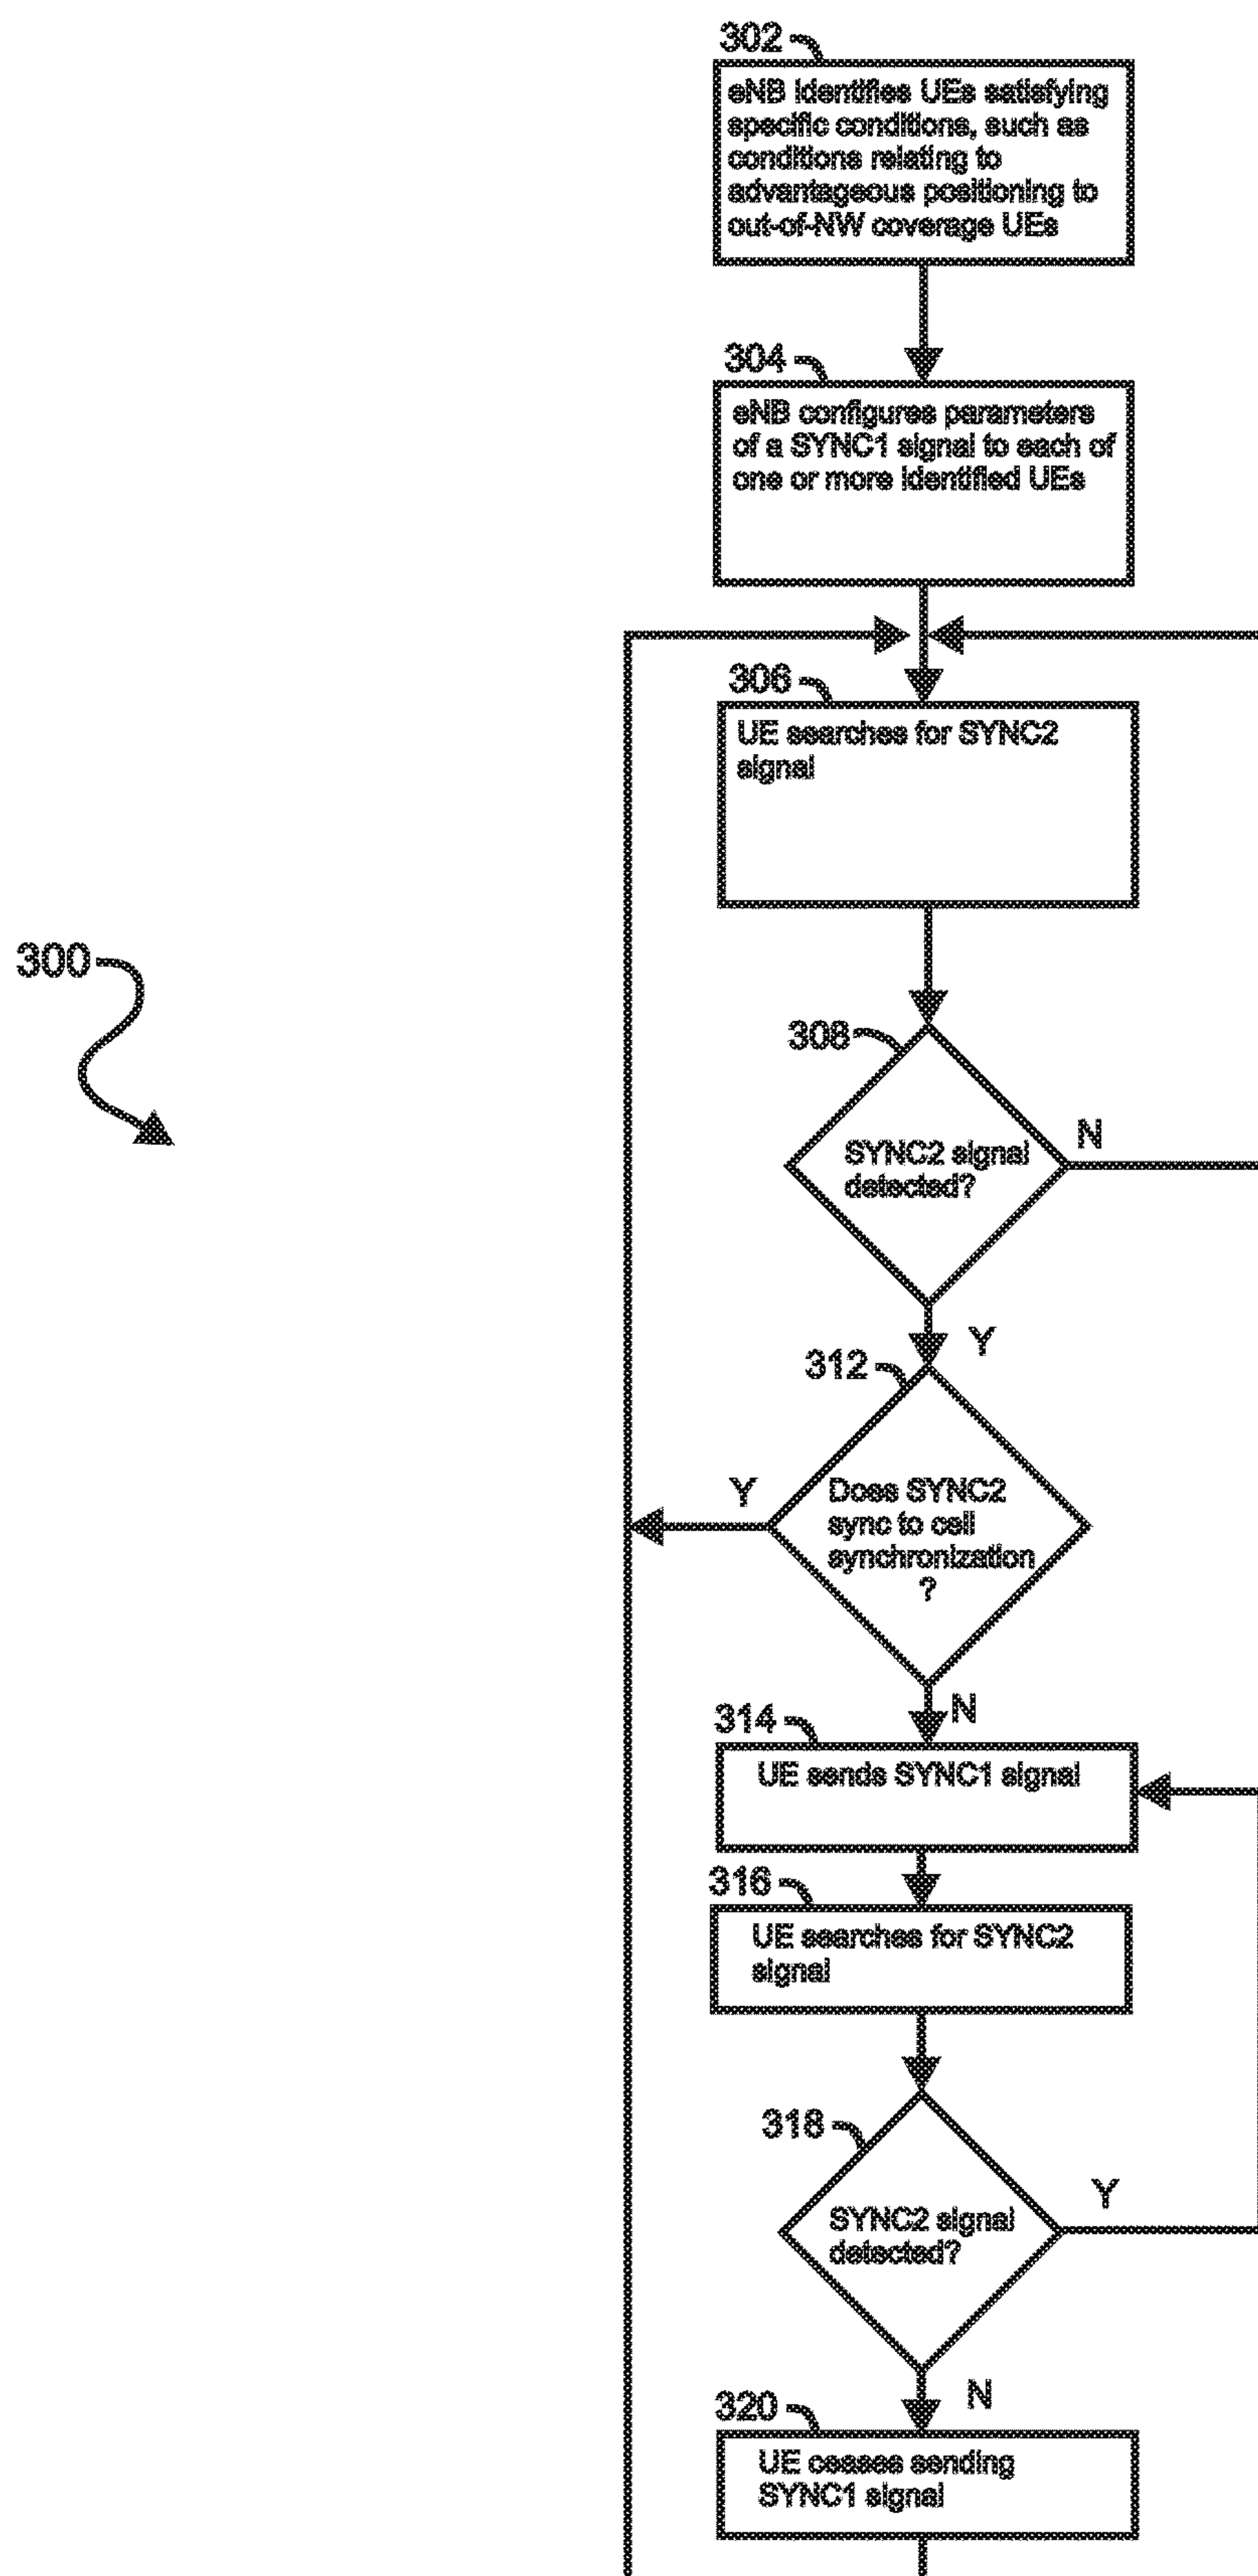 302
eNB identifies UEs satisfying
specific conditions, such as
conditions relating to
advantageous positioning to
out-of-NW coverage UEs
304
eNB configures parameters
of a SYNC1 signal to each of
one or more identified UEs
306
UE searches for SYNC2
signal
300
308
SYNC2 signal
detected?
N
Y
312
Y
Does SYNC2
sync to cell
synchronization
?
N
314
UE sends SYNC1 signal
316
UE searches for SYNC2
signal
318
SYNC2 signal
detected?
Y
N
320
UE ceases sending
SYNC1 signal